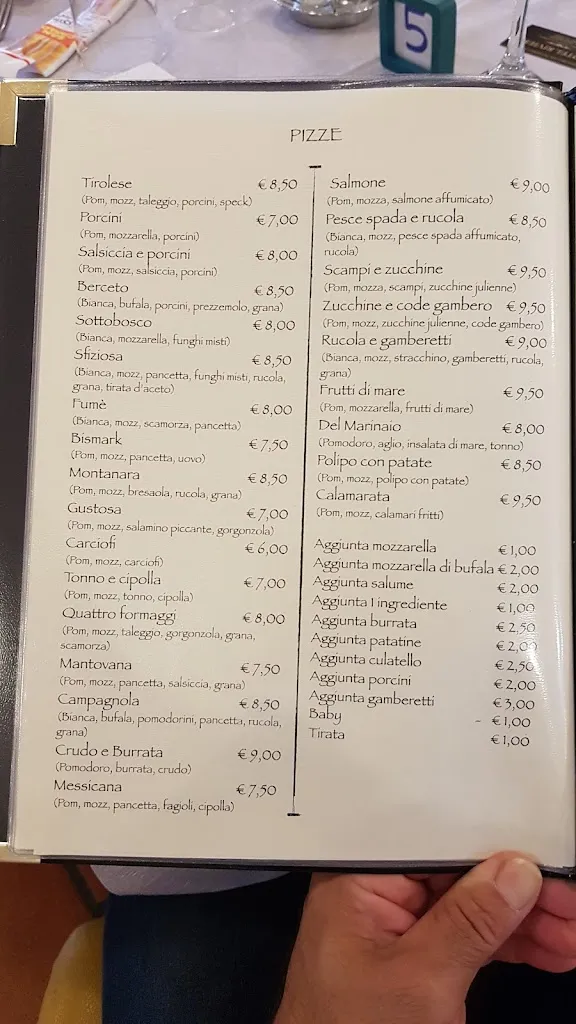 5
PIZZE
Tirolese €8,50
(Pom, mozz, taleggio, porcini, speck)
Porcini €7,00
(Pom, mozzarella, porcini)
Salsiccia e porcini €8,00
(Pom, mozz, salsiccia, porcini)
Berceto €8,50
(Bianca, bufala, porcini, prezzemolo, grana)
Sottobosco €8,00
(Bianca, mozzarella, funghi misti)
Sfiziosa €8,50
(Bianca, mozz, pancetta, funghi misti, rucola,
grana, tirata d'aceto)
Fumè €8,00
(Bianca, mozz, scamorza, pancetta)
Bismark €7,50
(Pom, mozz, pancetta, uovo)
Montanara €8,50
(Pom, mozz, bresaola, rucola, grana)
Gustosa €7,00
(Pom, mozz, salamino piccante, gorgonzola)
Carciofi €6,00
(Pom, mozz, carciofi)
Tonno e cipolla €7,00
(Pom, mozz, tonno, cipolla)
Quattro formaggi €8,00
(Pom, mozz, taleggio, gorgonzola, grana,
scamorza)
Mantovana €7,50
(Pom, mozz, pancetta, salsiccia, grana)
Campagnola €8,50
(Bianca, bufala, pomodorini, pancetta, rucola,
grana)
Crudo e Burrata €9,00
(Pomodoro, burrata, crudo)
Messicana €7,50
(Pom, mozz, pancetta, fagioli, cipolla)
Salmone €9,00
(Pom, mozza, salmone affumicato)
Pesce spada e rucola €8,50
(Bianca, mozz, pesce spada affumicato,
rucola)
Scampi e zucchine €9,50
(Pom, mozza, scampi, zucchine julienne)
Zucchine e code gambero €9,50
(Pom, mozz, zucchine julienne, code gambero)
Rucola e gamberetti €9,00
(Bianca, mozz, stracchino, gamberetti, rucola,
grana)
Frutti di mare €9,50
(Pom, mozzarella, frutti di mare)
Del Marinaio €8,00
(Pomodoro, aglio, insalata di mare, tonno)
Polipo con patate €8,50
(Pom, mozz, polipo con patate)
Calamarata €9,50
(Pom, mozz, calamari fritti)
Aggiunta mozzarella €1,00
Aggiunta mozzarella di bufala €2,00
Aggiunta salume €2,00
Aggiunta 1 ingrediente €1,00
Aggiunta burrata €2,50
Aggiunta patatine €2,00
Aggiunta culatello €2,50
Aggiunta porcini €2,00
Aggiunta gamberetti €3,00
Baby - €1,00
Tirata €1,00